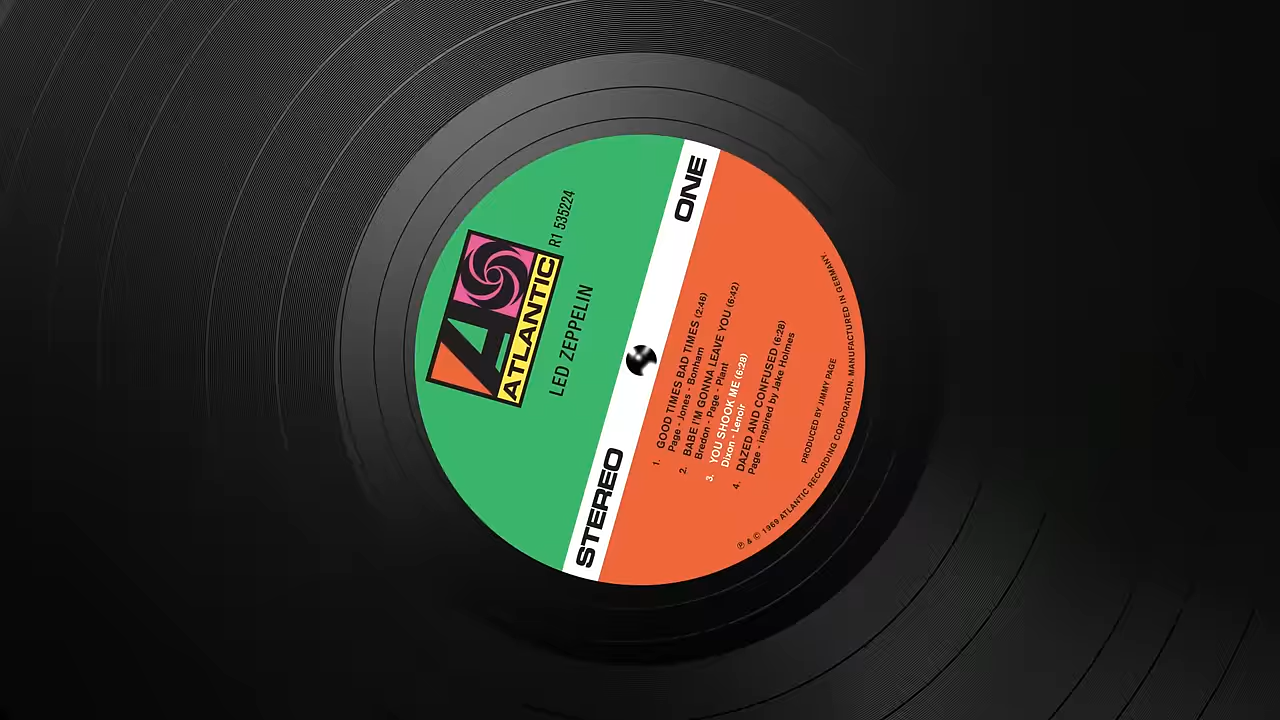 ATLANTIC
R1 535224
LED ZEPPELIN
STEREO
ONE
1. GOOD TIMES BAD TIMES (2:46)
Page - Jones - Bonham
2. BABE I'M GONNA LEAVE YOU (6:42)
Bredon - Page - Plant
3. YOU SHOOK ME (6:28)
Dixon - Lenoir
4. DAZED AND CONFUSED (6:28)
Page - inspired by Jake Holmes
PRODUCED BY JIMMY PAGE
℗ & © 1969 ATLANTIC RECORDING CORPORATION. MANUFACTURED IN GERMANY.